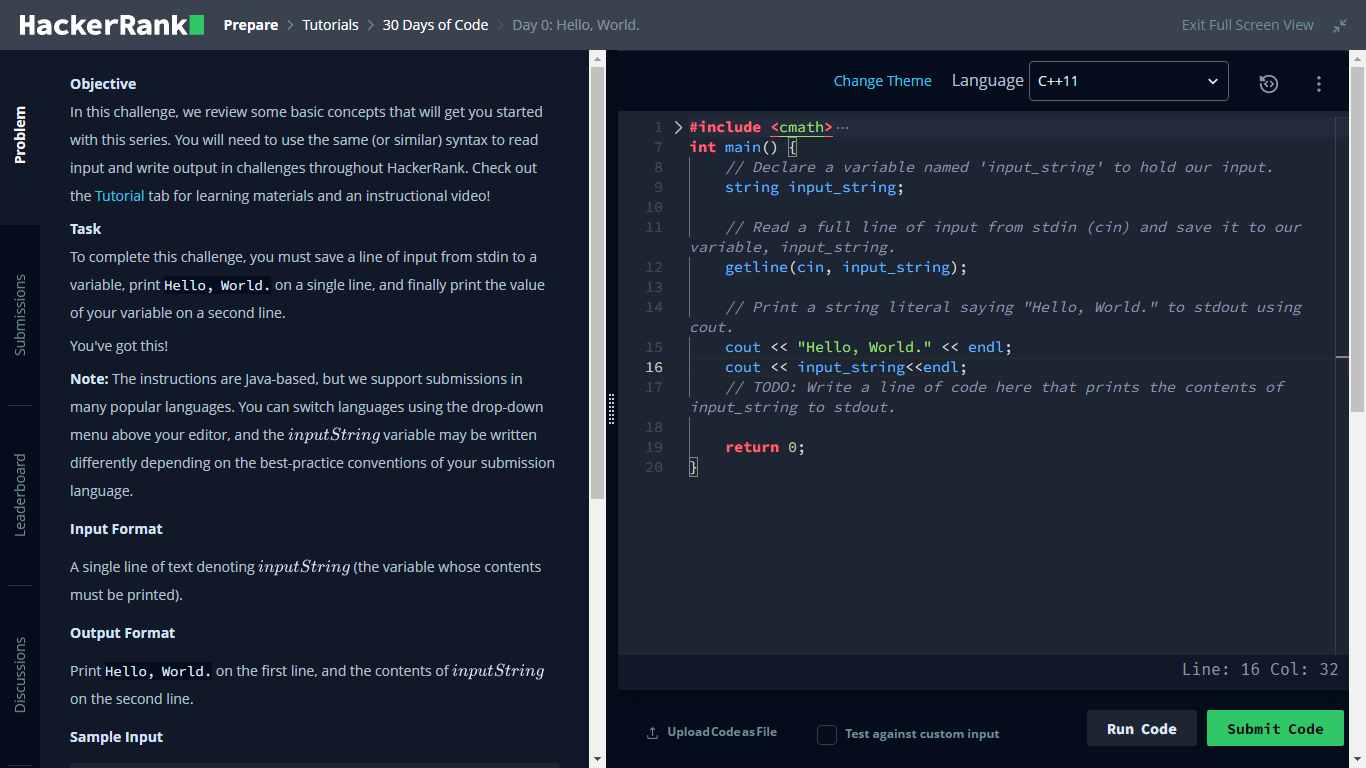 HackerRank Prepare > Tutorials > 30 Days of Code > Day 0: Hello, World. Exit Full Screen View
Problem
Submissions
Leaderboard
Discussions
Objective
In this challenge, we review some basic concepts that will get you started
with this series. You will need to use the same (or similar) syntax to read
input and write output in challenges throughout HackerRank. Check out
the Tutorial tab for learning materials and an instructional video!
Task
To complete this challenge, you must save a line of input from stdin to a
variable, print Hello, World. on a single line, and finally print the value
of your variable on a second line.
You've got this!
Note: The instructions are Java-based, but we support submissions in
many popular languages. You can switch languages using the drop-down
menu above your editor, and the inputString variable may be written
differently depending on the best-practice conventions of your submission
language.
Input Format
A single line of text denoting inputString (the variable whose contents
must be printed).
Output Format
Print Hello, World. on the first line, and the contents of inputString
on the second line.
Sample Input
Change Theme Language C++11
1 #include <cmath>···
7 int main() {
8 // Declare a variable named 'input_string' to hold our input.
9 string input_string;
10
11 // Read a full line of input from stdin (cin) and save it to our
variable, input_string.
12 getline(cin, input_string);
13
14 // Print a string literal saying "Hello, World." to stdout using
cout.
15 cout << "Hello, World." << endl;
16 cout << input_string<<endl;
17 // TODO: Write a line of code here that prints the contents of
input_string to stdout.
18
19 return 0;
20 }
Line: 16 Col: 32
Upload Code as File Test against custom input Run Code Submit Code